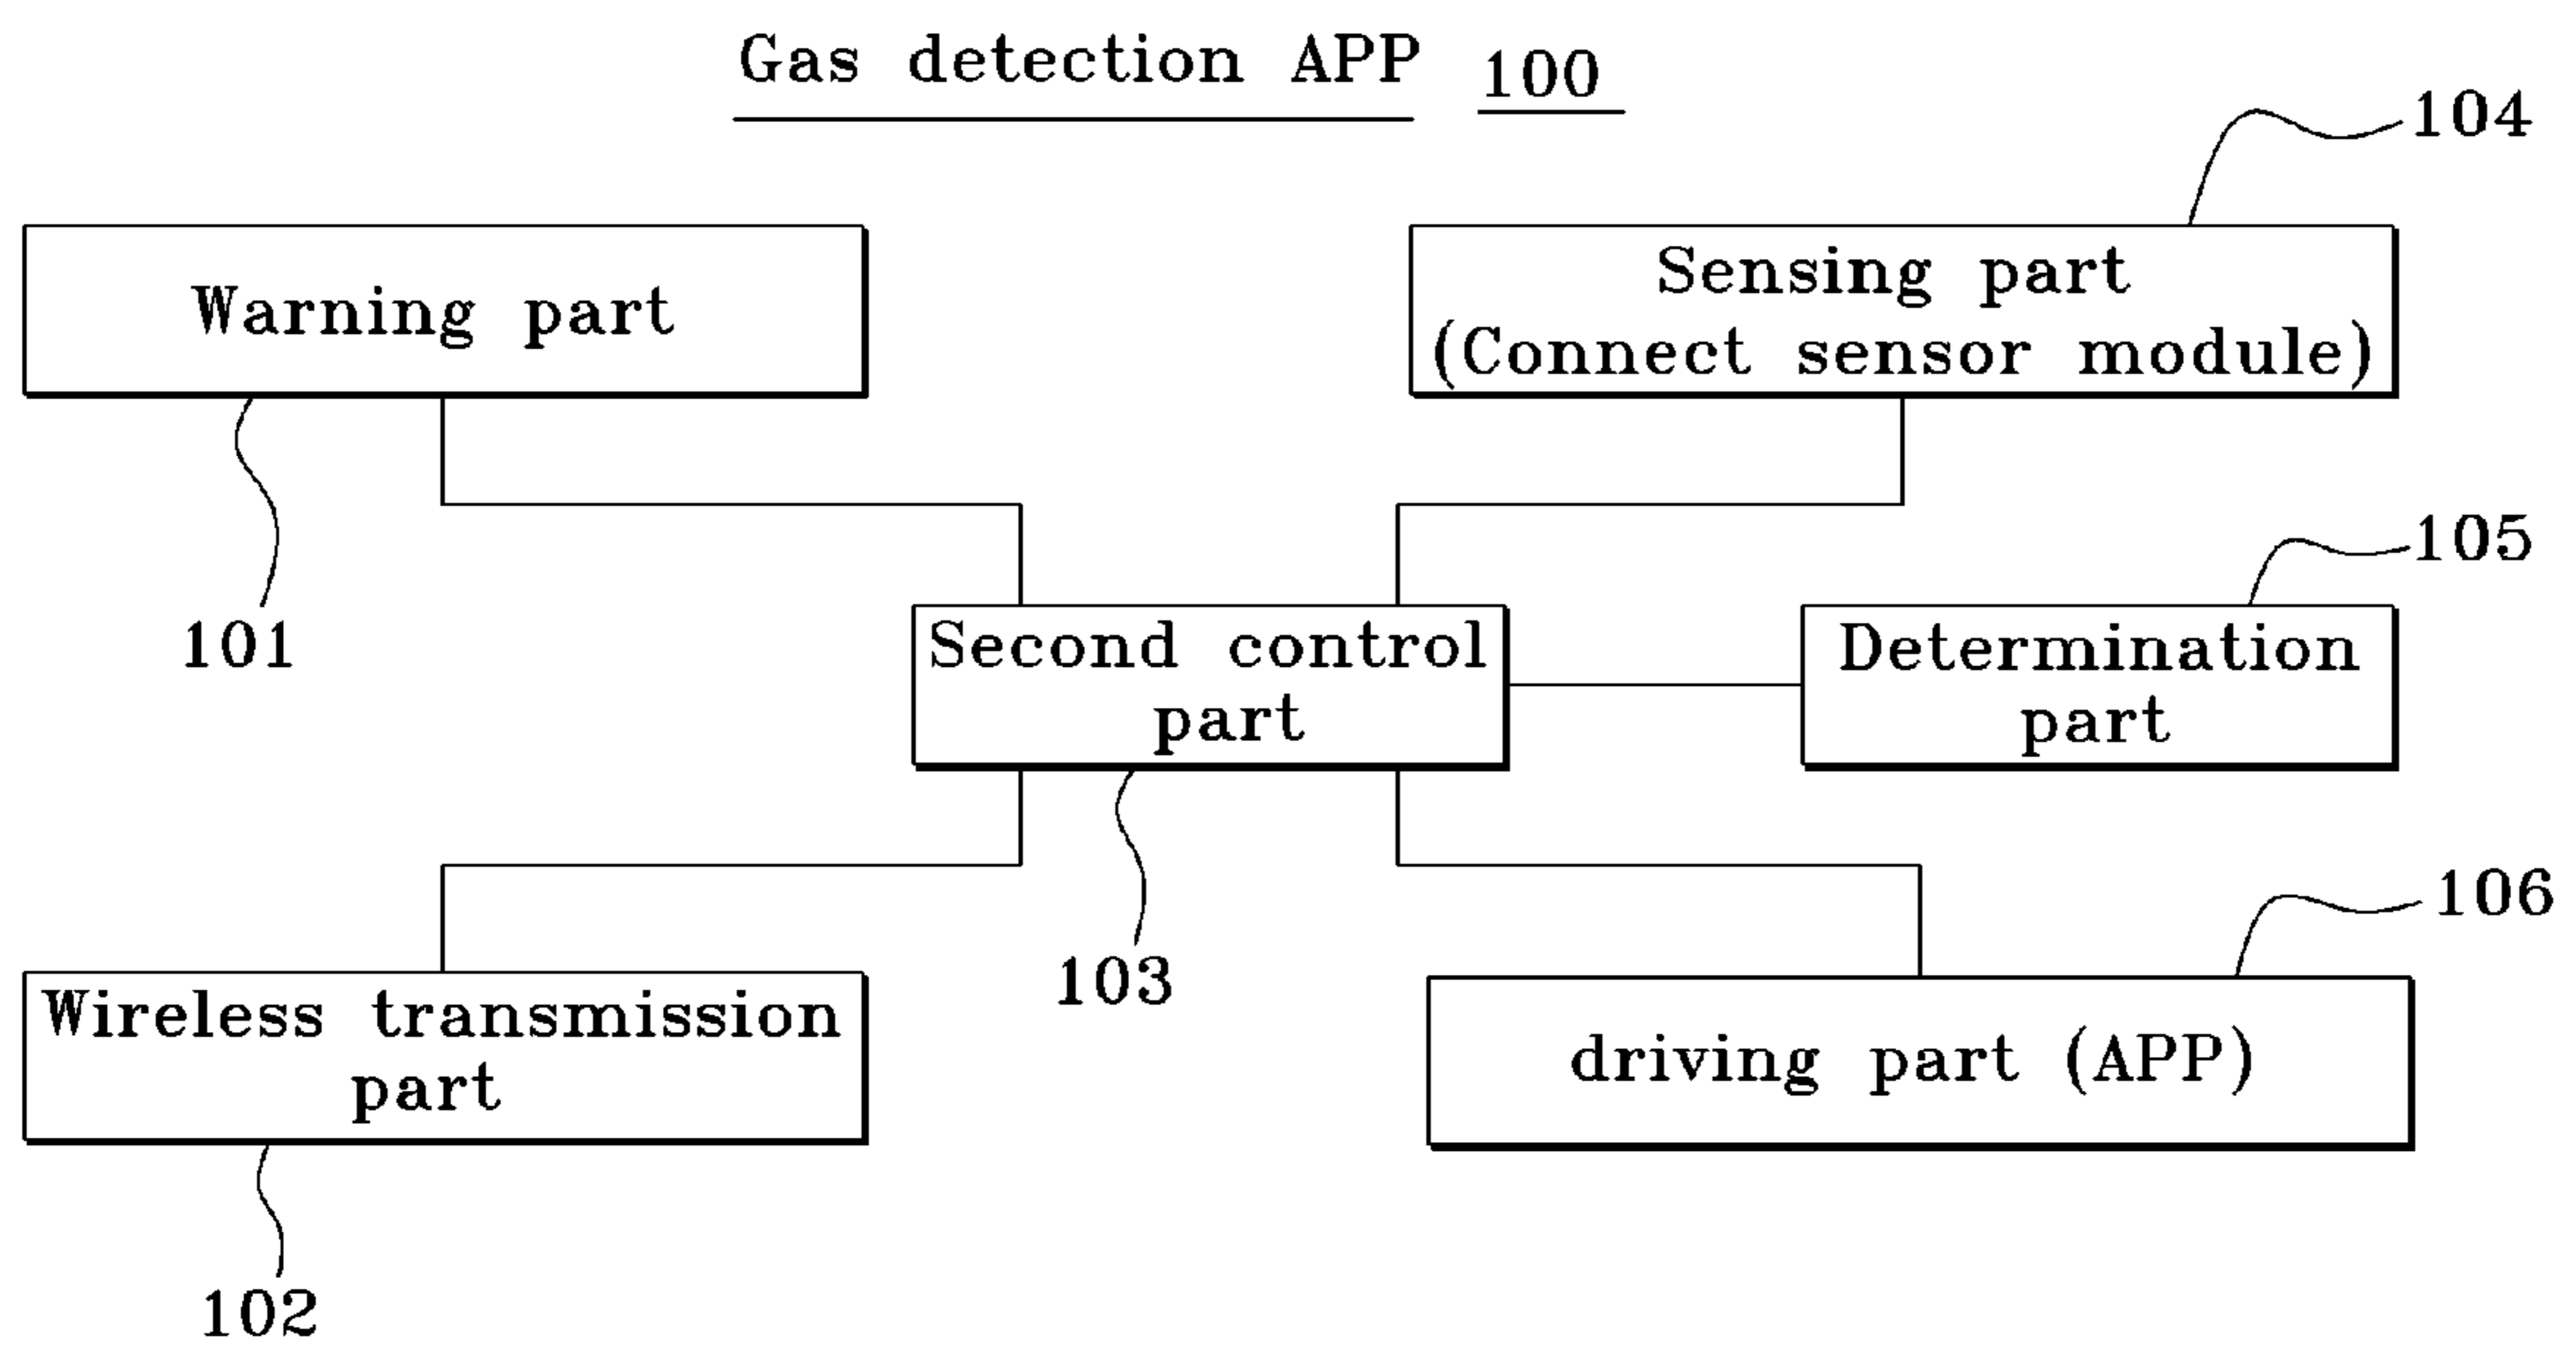 Gas detection APP 100
104
Warning part
Sensing part
(Connect sensor module)
101
105
Second control
part
Determination
part
103
106
Wireless transmission
part
driving part (APP)
102